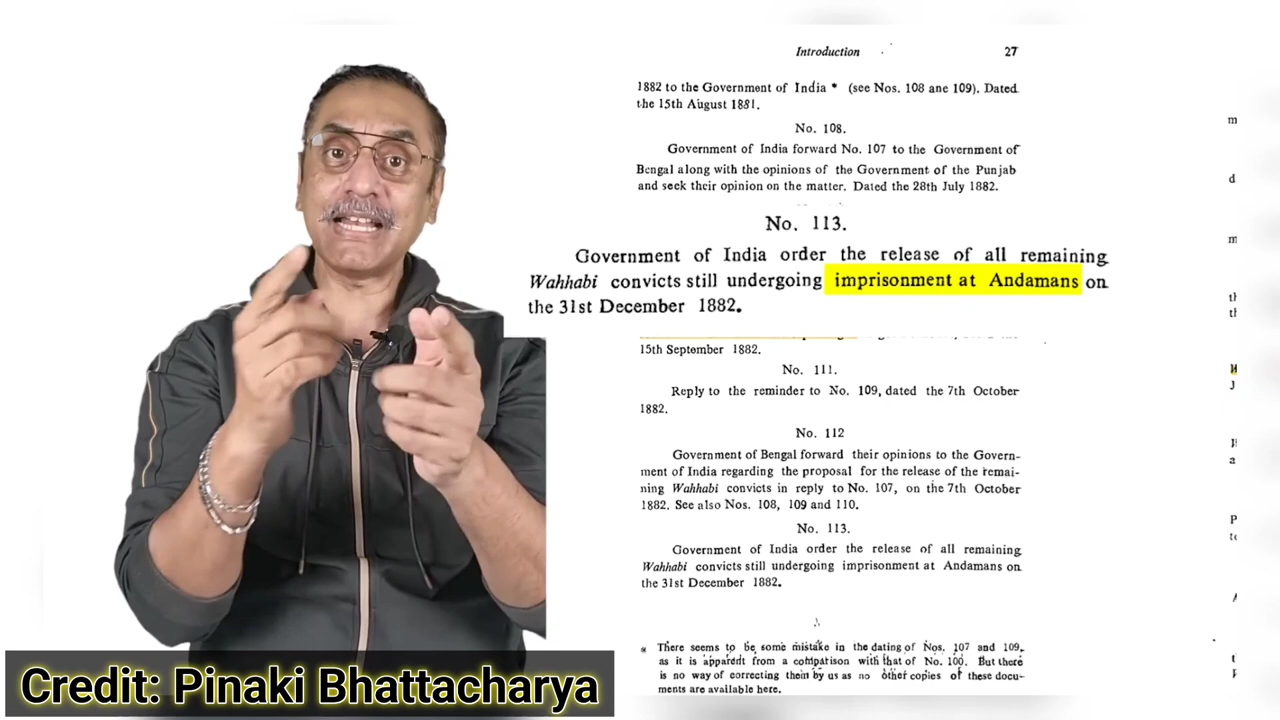 Introduction
27
1882 to the Government of India * (see Nos. 108 ane 109). Dated
the 15th August 1881.
No. 108.
Government of India forward No. 107 to the Government of
Bengal along with the opinions of the Government of the Punjab
and seek their opinion on the matter. Dated the 28th July 1882.
No. 113.
Government of India order the release of all remaining
Wahhabi convicts still undergoing imprisonment at Andamans on
the 31st December 1882.
15th September 1882.
No. 111.
Reply to the reminder to No. 109, dated the 7th October
1882.
No. 112
Government of Bengal forward their opinions to the Govern-
ment of India regarding the proposal for the release of the remai-
ning Wahhabi convicts in reply to No. 107, on the 7th October
1882. See also Nos. 108, 109 and 110.
No. 113.
Government of India order the release of all remaining
Wahhabi convicts still undergoing imprisonment at Andamans on
the 31st December 1882.
* There seems to be some mistake in the dating of Nos. 107 and 109,
as it is apparent from a comparison with that of No. 100. But there
is no way of correcting them by us as no other copies of these docu-
ments are available here.
Credit: Pinaki Bhattacharya